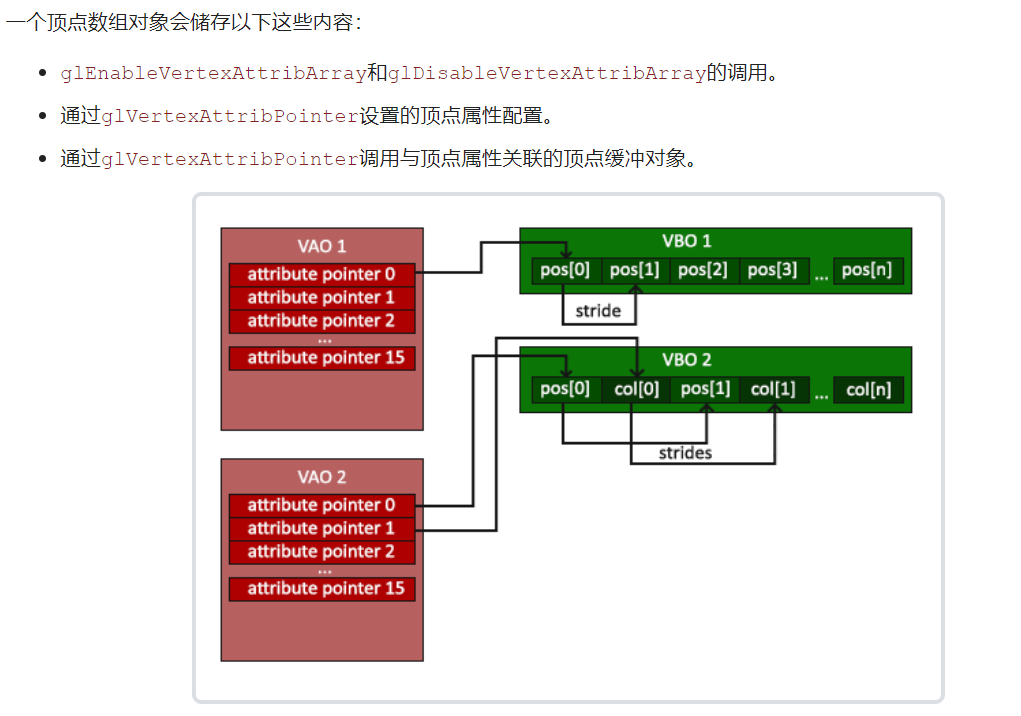 一个顶点数组对象会储存以下这些内容：
glEnableVertexAttribArray和glDisableVertexAttribArray的调用。
通过glVertexAttribPointer设置的顶点属性配置。
通过glVertexAttribPointer调用与顶点属性关联的顶点缓冲对象。
VAO 1
attribute pointer 0
attribute pointer 1
attribute pointer 2
...
attribute pointer 15
VBO 1
pos[0] pos[1] pos[2] pos[3] ... pos[n]
stride
VBO 2
pos[0] col[0] pos[1] col[1] ... col[n]
strides
VAO 2
attribute pointer 0
attribute pointer 1
attribute pointer 2
...
attribute pointer 15